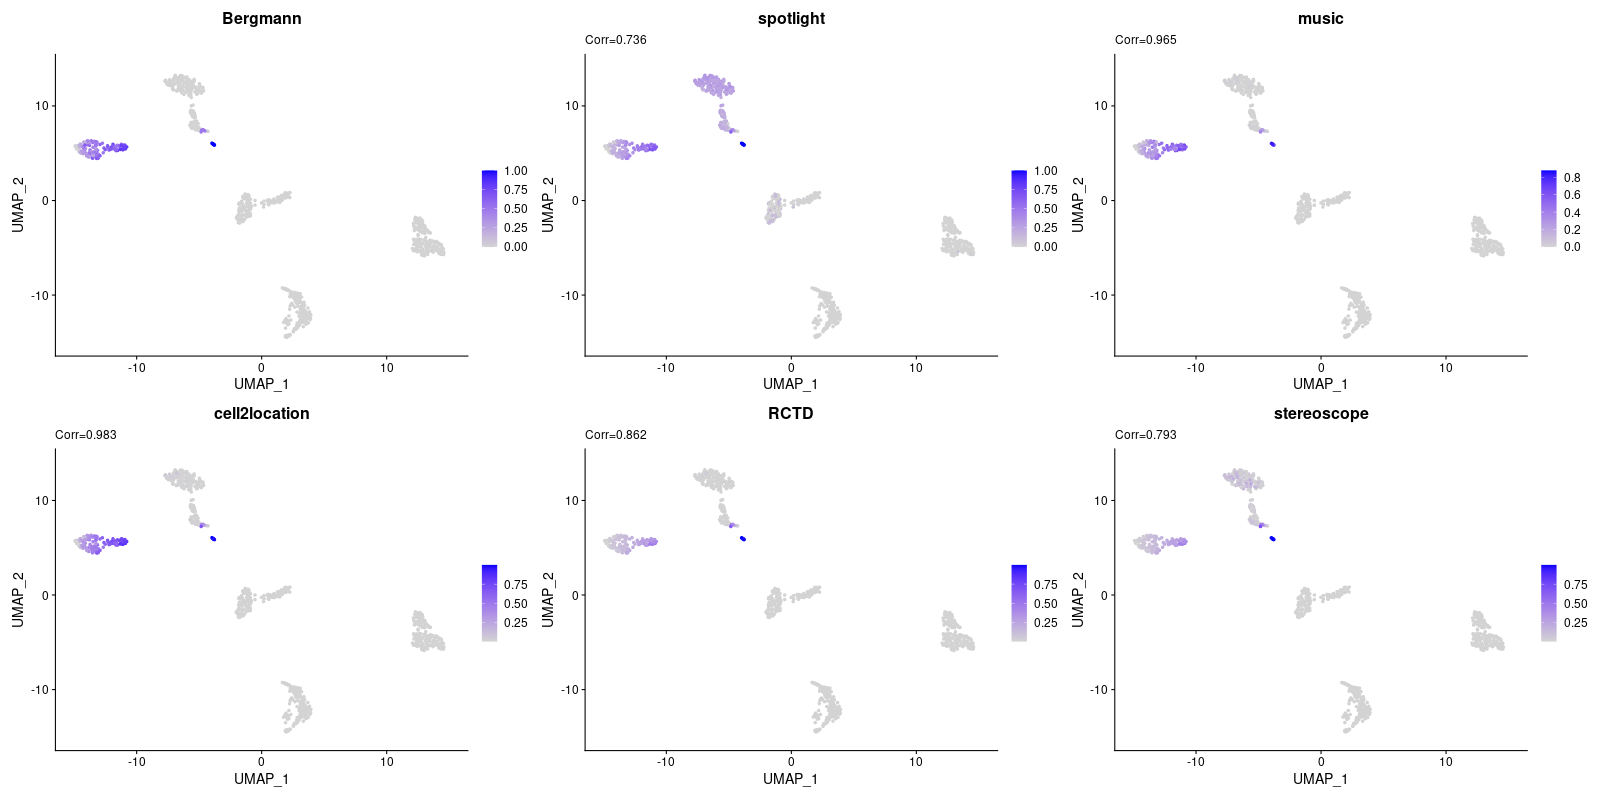 Bergmann
10
0
-10
UMAP_2
-10 0 10
UMAP_1
1.00
0.75
0.50
0.25
0.00
spotlight
Corr=0.736
10
0
-10
UMAP_2
-10 0 10
UMAP_1
1.00
0.75
0.50
0.25
0.00
music
Corr=0.965
10
0
-10
UMAP_2
-10 0 10
UMAP_1
0.8
0.6
0.4
0.2
0.0
cell2location
Corr=0.983
10
0
-10
UMAP_2
-10 0 10
UMAP_1
0.75
0.50
0.25
RCTD
Corr=0.862
10
0
-10
UMAP_2
-10 0 10
UMAP_1
0.75
0.50
0.25
stereoscope
Corr=0.793
10
0
-10
UMAP_2
-10 0 10
UMAP_1
0.75
0.50
0.25